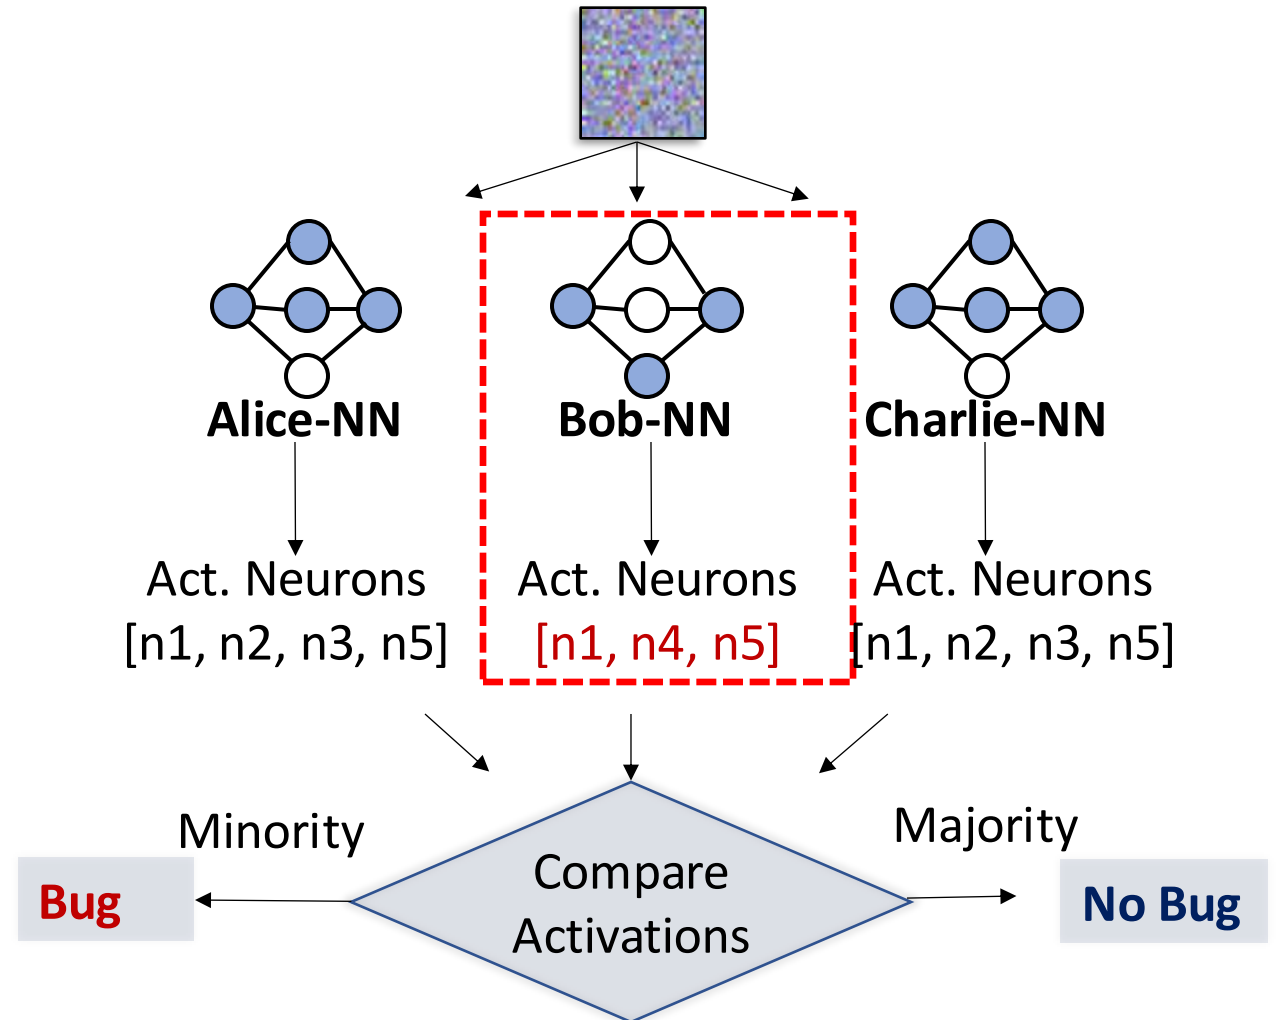 Alice-NN
Bob-NN
Charlie-NN
Act. Neurons
[n1, n2, n3, n5]
Act. Neurons
[n1, n4, n5]
Act. Neurons
[n1, n2, n3, n5]
Minority
Majority
Bug
Compare
Activations
No Bug